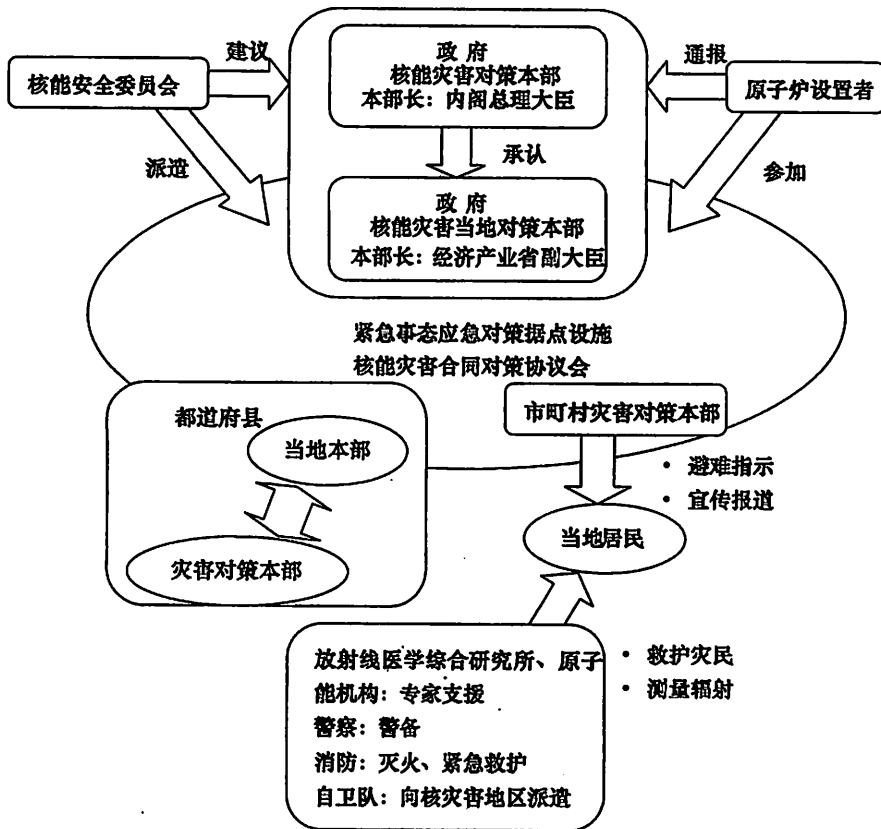 建议
政府
核能灾害对策本部
本部长：内阁总理大臣
通报
核能安全委员会
原子炉设置者
派遣
承认
参加
政府
核能灾害当地对策本部
本部长：经济产业省副大臣
紧急事态应急对策据点设施
核能灾害合同对策协议会
都道府县
当地本部
灾害对策本部
市町村灾害对策本部
• 避难指示
• 宣传报道
当地居民
放射线医学综合研究所、原子
能机构：专家支援
警察：警备
消防：灭火、紧急救护
自卫队：向核灾害地区派遣
• 救护灾民
• 测量辐射